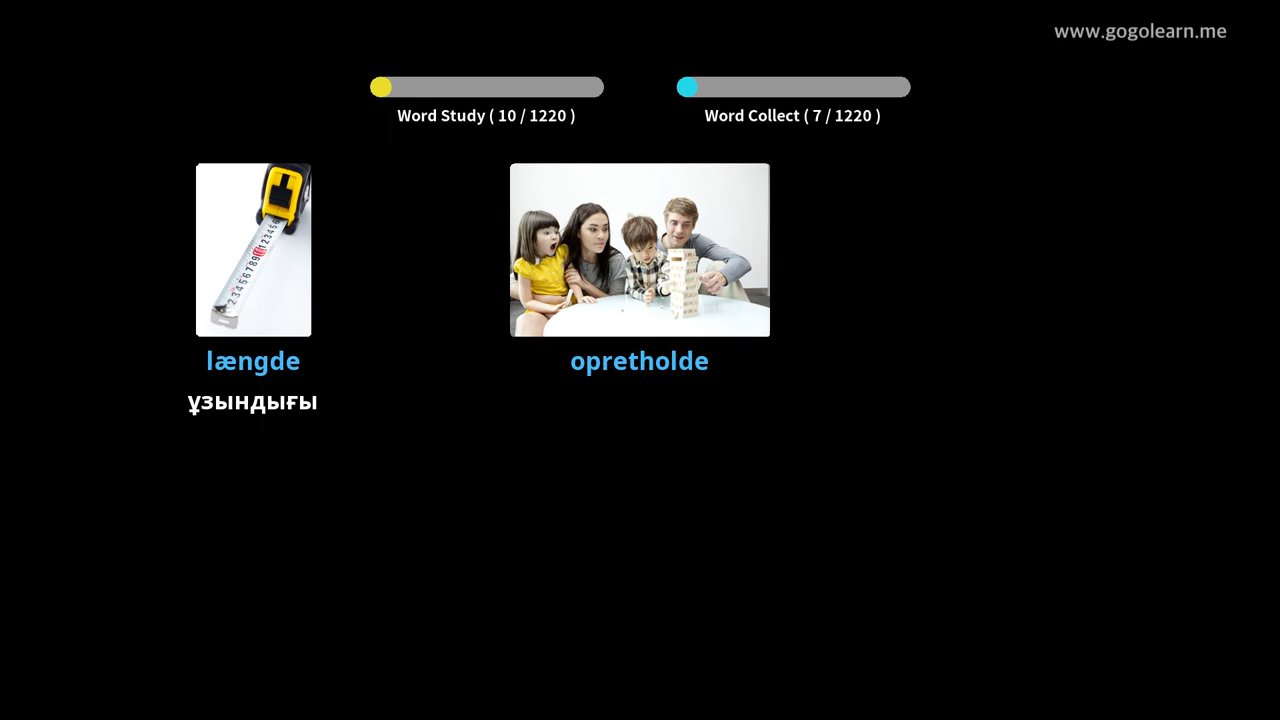 www.gogolearn.me
Word Study ( 10 / 1220 )
Word Collect ( 7 / 1220 )
længde
ұзындығы
opretholde